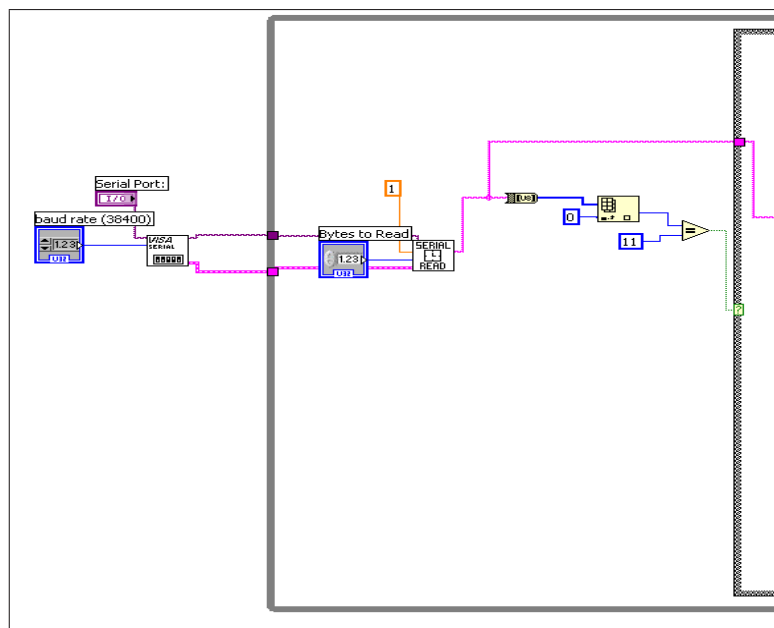 Serial Port:
I/O
baud rate (38400)
1.23
U32
VISA
SERIAL
1
Bytes to Read
1.23
U32
SERIAL
READ
[U8]
0
11
=
?